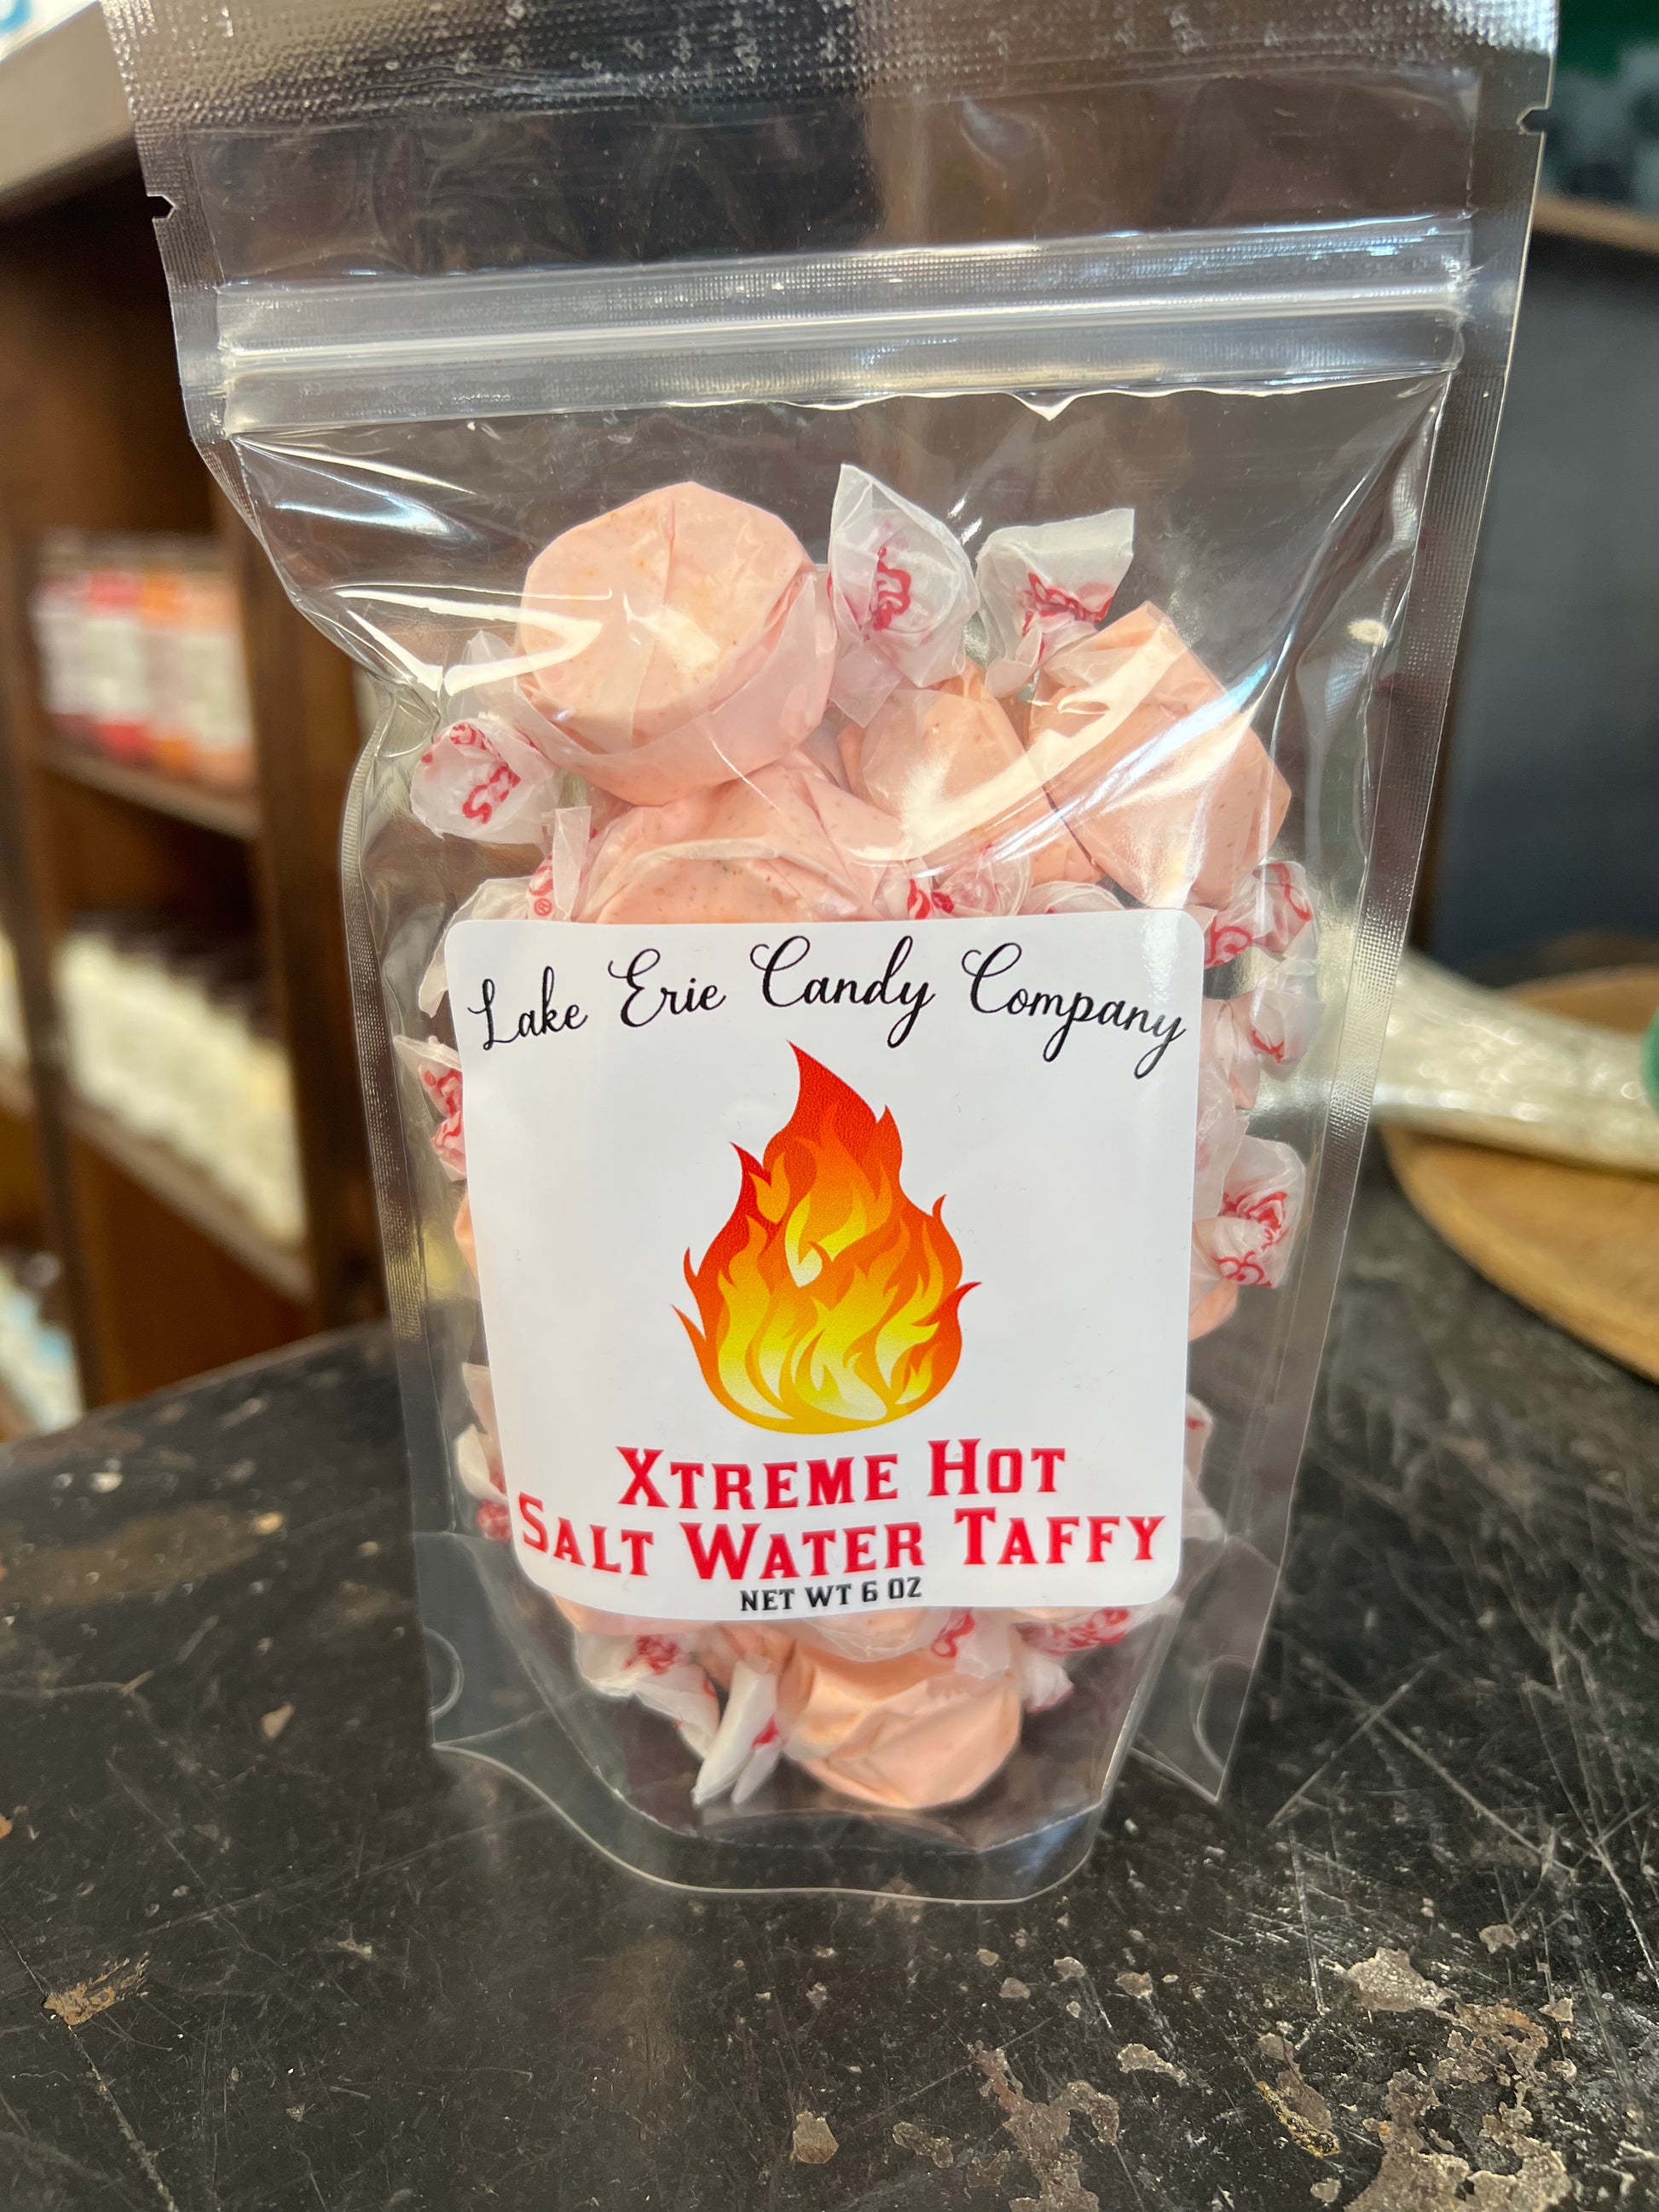 Lake Erie Candy Company
Xtreme Hot
Salt Water Taffy
NET WT 6 OZ